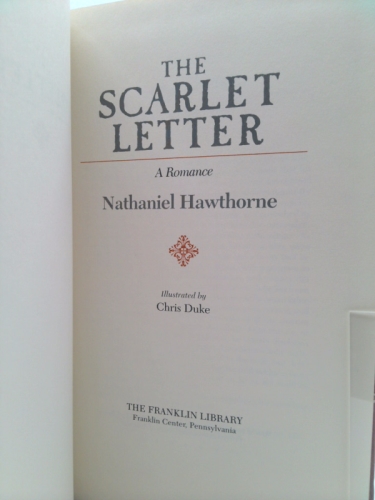 THE
SCARLET
LETTER
A Romance
Nathaniel Hawthorne
Illustrated by
Chris Duke
THE FRANKLIN LIBRARY
Franklin Center, Pennsylvania